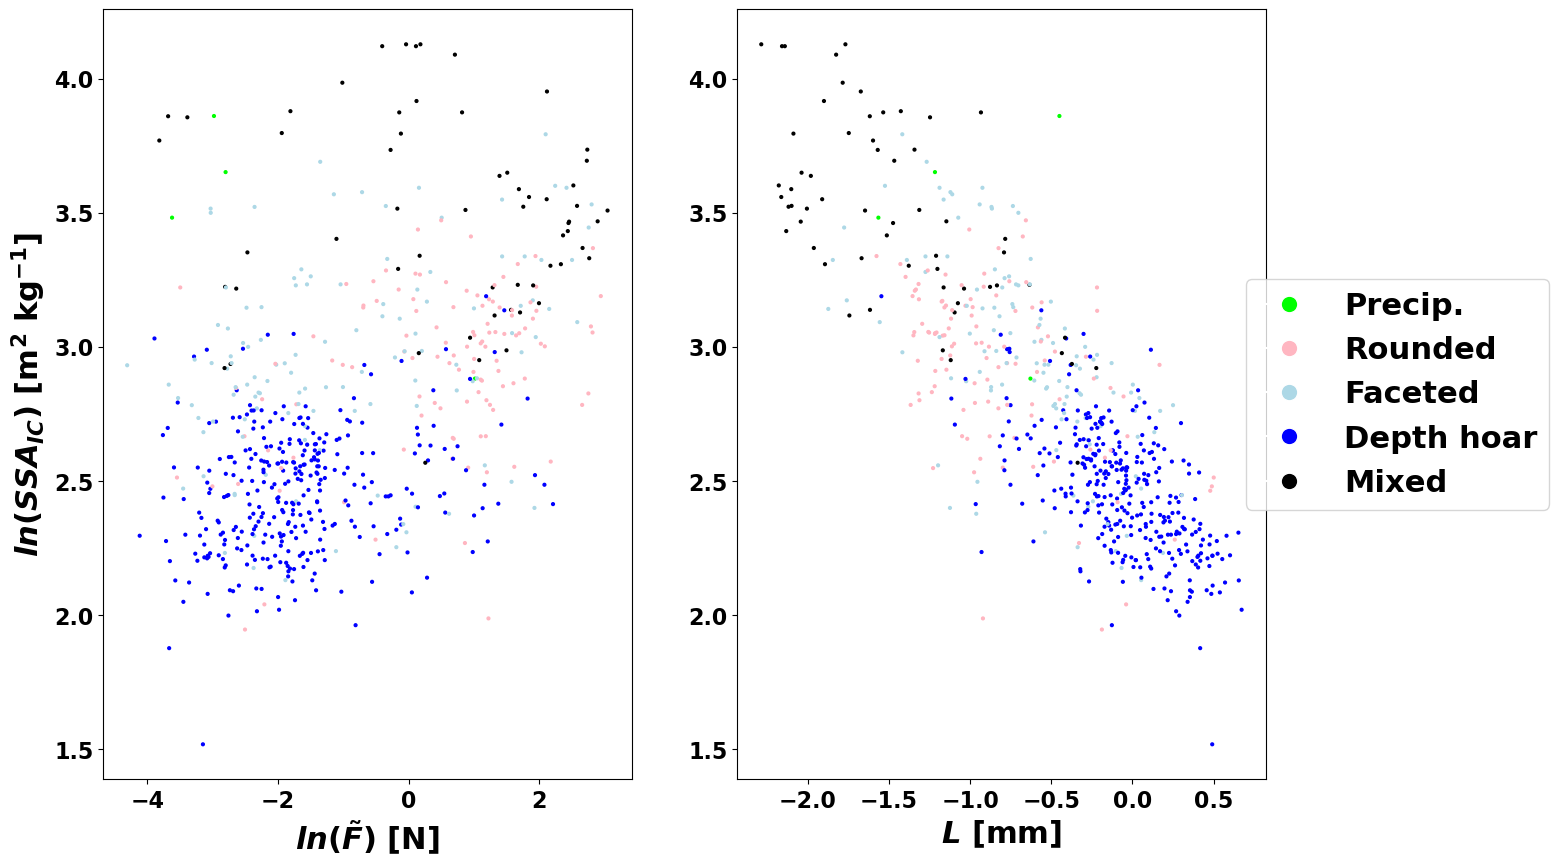 ln(SSA_{IC}) [m² kg⁻¹]
4.0
3.5
3.0
2.5
2.0
1.5
−4 −2 0 2
ln(F̃) [N]
4.0
3.5
3.0
2.5
2.0
1.5
−2.0 −1.5 −1.0 −0.5 0.0 0.5
L [mm]
Precip.
Rounded
Faceted
Depth hoar
Mixed